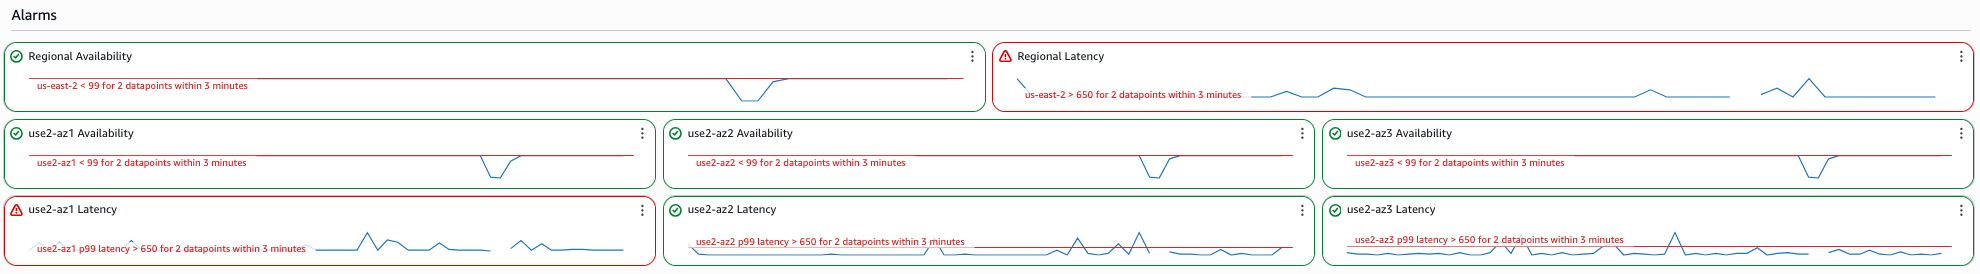 Alarms
Regional Availability
us-east-2 < 99 for 2 datapoints within 3 minutes
Regional Latency
us-east-2 > 650 for 2 datapoints within 3 minutes
use2-az1 Availability
use2-az1 < 99 for 2 datapoints within 3 minutes
use2-az2 Availability
use2-az2 < 99 for 2 datapoints within 3 minutes
use2-az3 Availability
use2-az3 < 99 for 2 datapoints within 3 minutes
use2-az1 Latency
use2-az1 p99 latency > 650 for 2 datapoints within 3 minutes
use2-az2 Latency
use2-az2 p99 latency > 650 for 2 datapoints within 3 minutes
use2-az3 Latency
use2-az3 p99 latency > 650 for 2 datapoints within 3 minutes